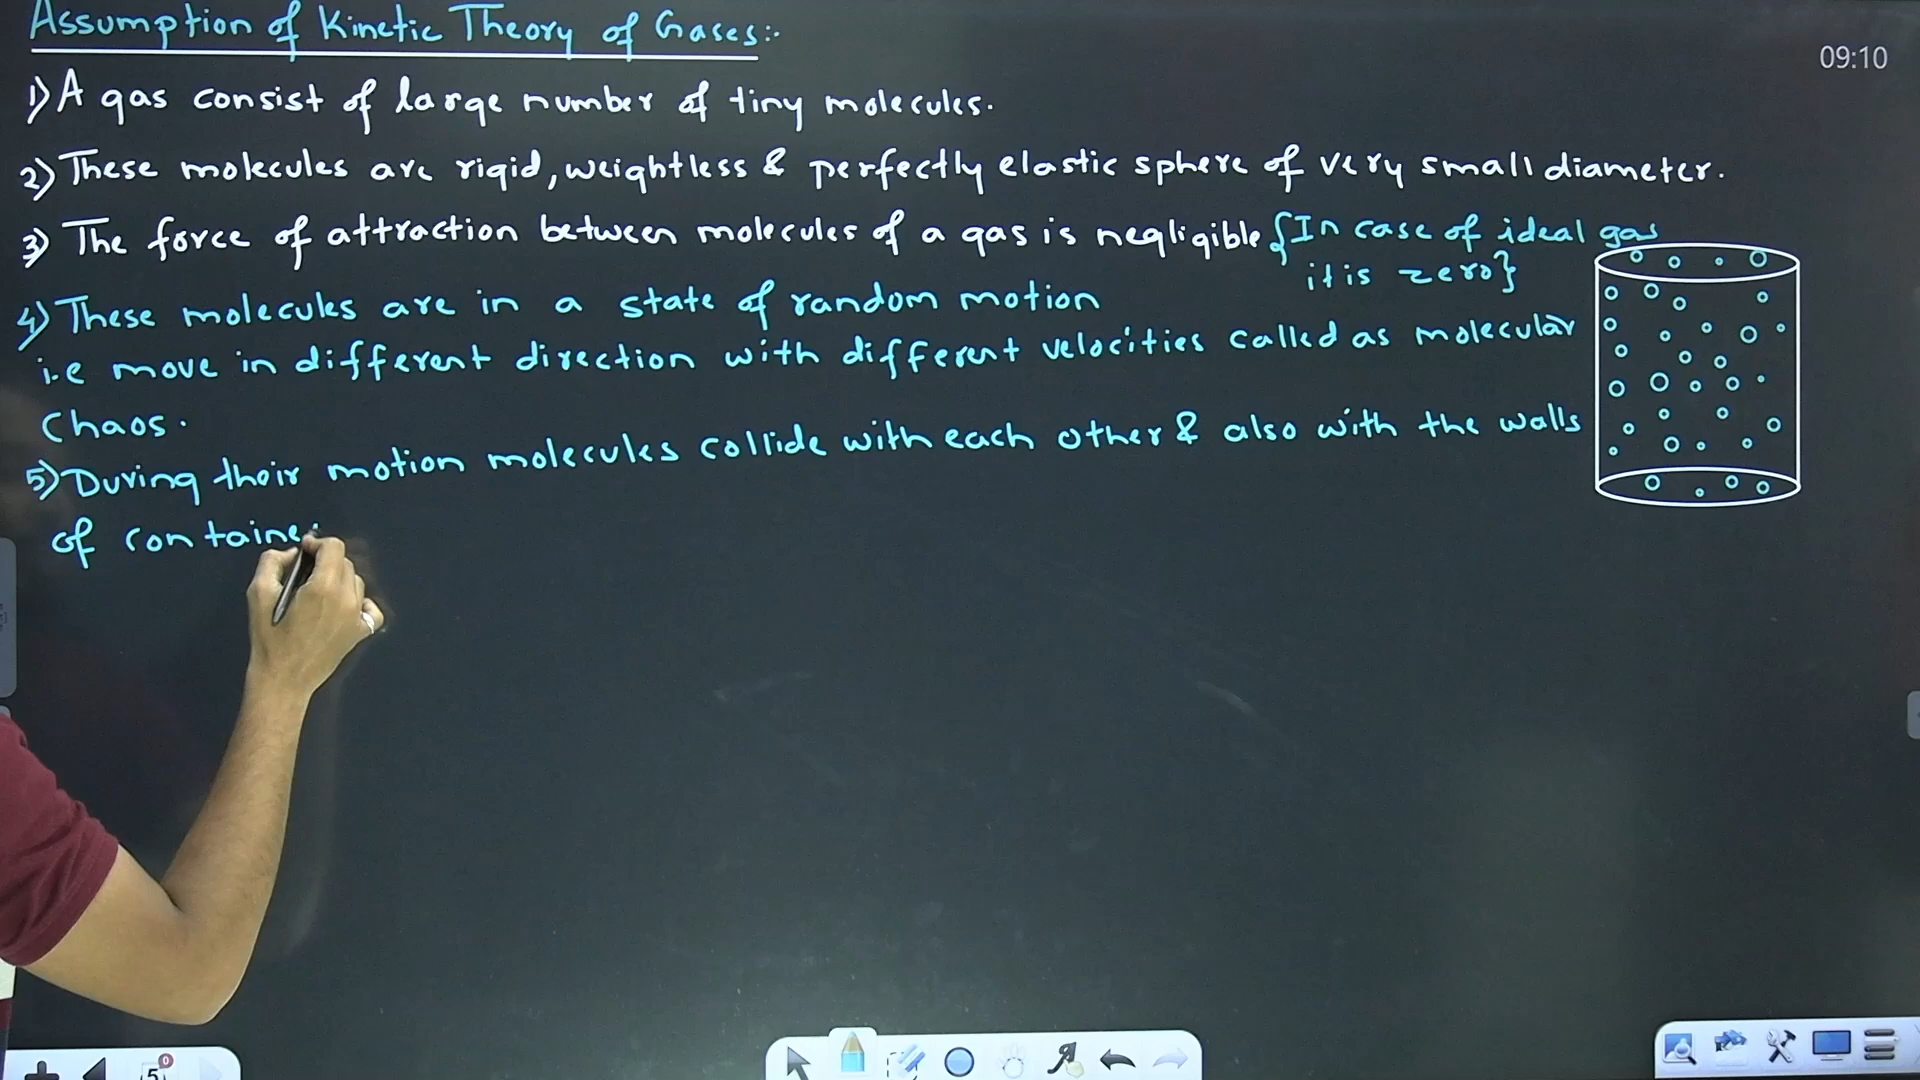 Assumption of Kinetic Theory of Gases:-
09:10
1) A gas consist of large number of tiny molecules.
2) These molecules are rigid, weightless & perfectly elastic sphere of very small diameter.
3) The force of attraction between molecules of a gas is negligible {In case of ideal gas
it is zero}
4) These molecules are in a state of random motion
i.e move in different direction with different velocities called as molecular
Chaos.
5) During their motion molecules collide with each other & also with the walls
of container
5
0